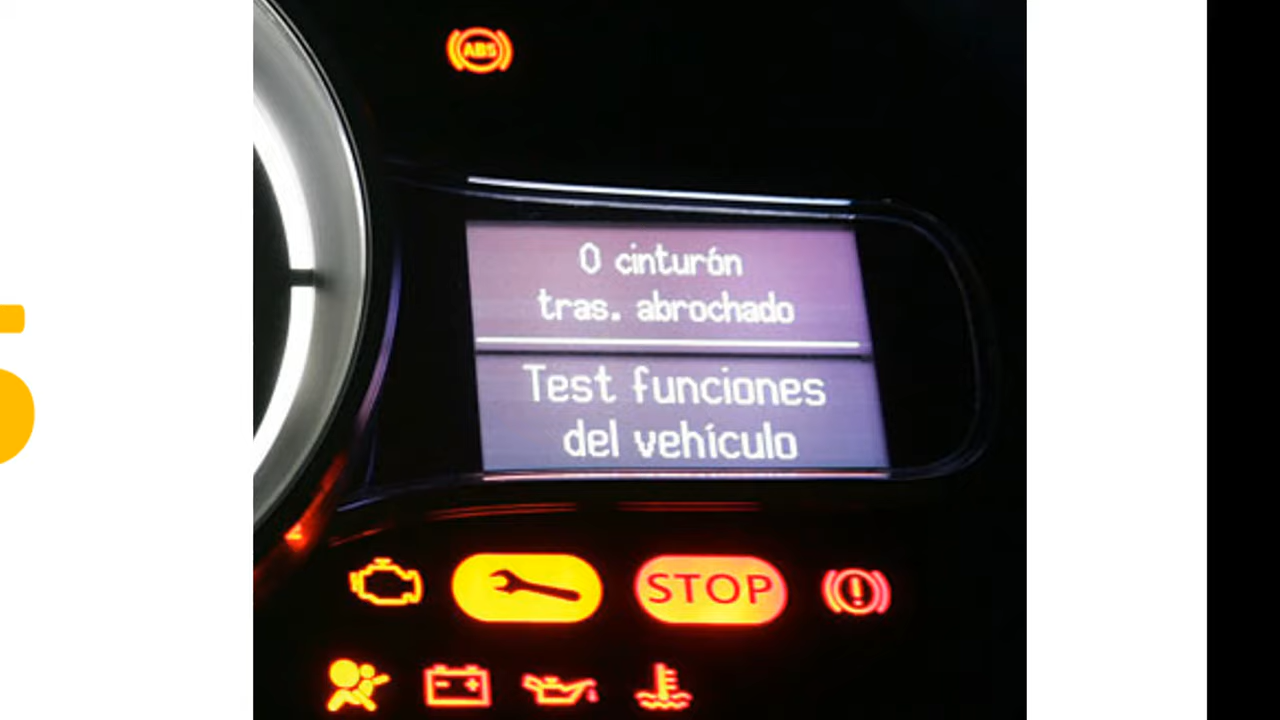 ABS
0 cinturón
tras. abrochado
Test funciones
del vehículo
STOP